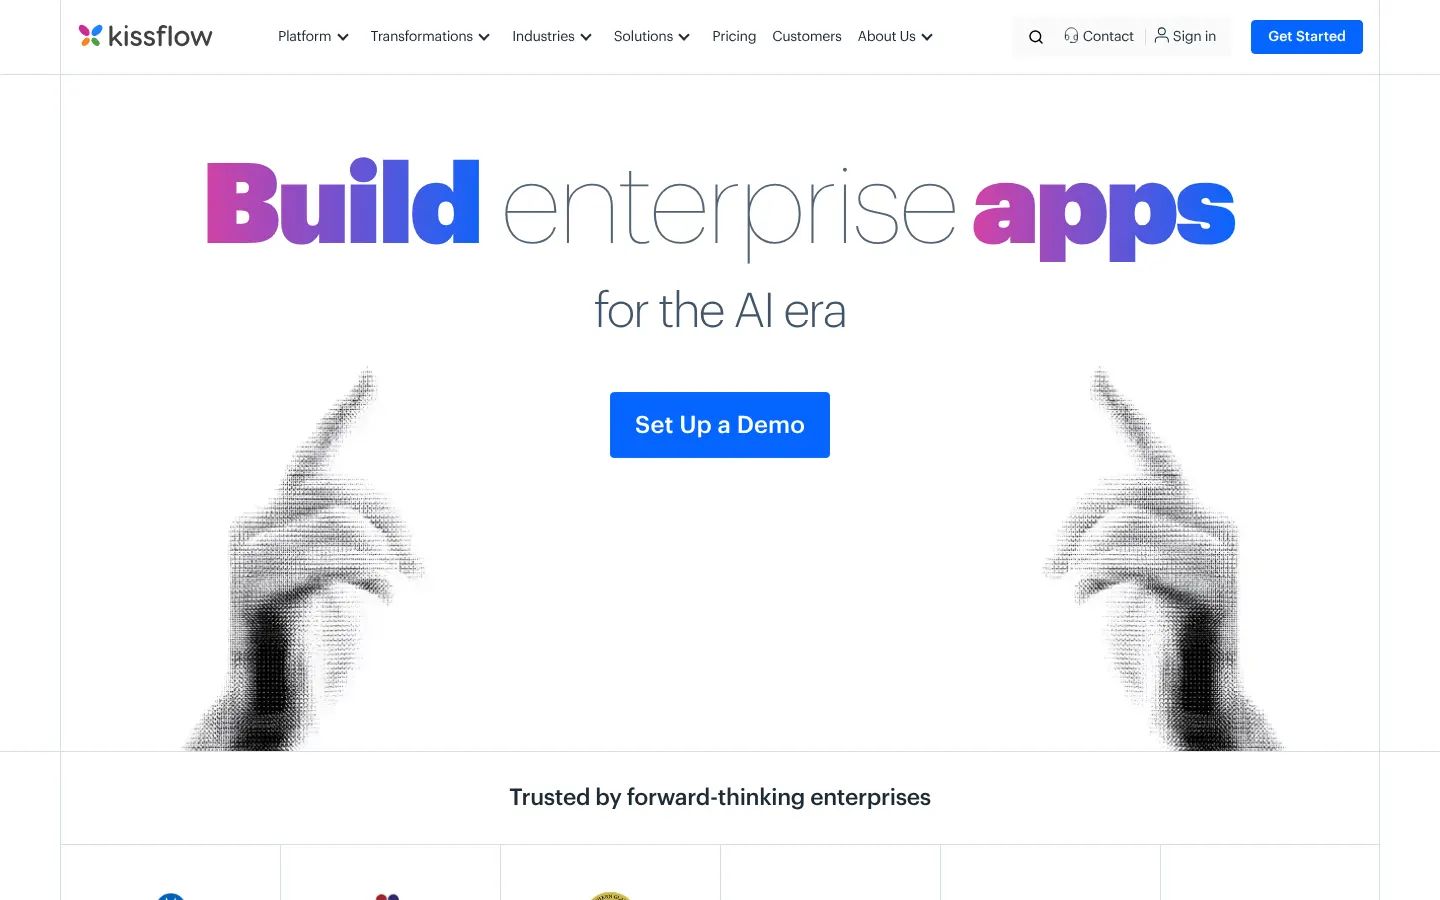 kissflow
Platform
Transformations
Industries
Solutions
Pricing
Customers
About Us
Contact
Sign in
Get Started
Build enterprise apps
for the AI era
Set Up a Demo
Trusted by forward-thinking enterprises